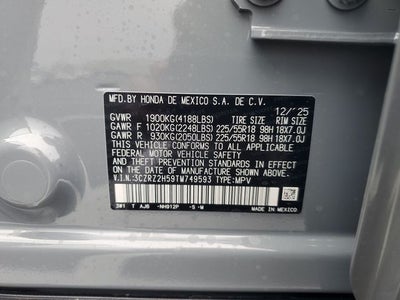 MFD. BY HONDA DE MEXICO S.A. DE C.V. 12/'25
GVWR 1900KG(4188LBS) TIRE SIZE RIM SIZE
GAWR F 1020KG(2248LBS) 225/55R18 98H 18X7.0J
GAWR R 930KG(2050LBS) 225/55R18 98H 18X7.0J
THIS VEHICLE CONFORMS TO ALL APPLICABLE
FEDERAL MOTOR VEHICLE SAFETY AND THEFT
PREVENTION STANDARDS IN EFFECT
ON THE DATE OF MANUFACTURE SHOWN ABOVE.
V.I.N.:3CZRZ2H59TM749593 TYPE:MPV
3W1 T AJ6 -NH912P -S -M MADE IN MEXICO